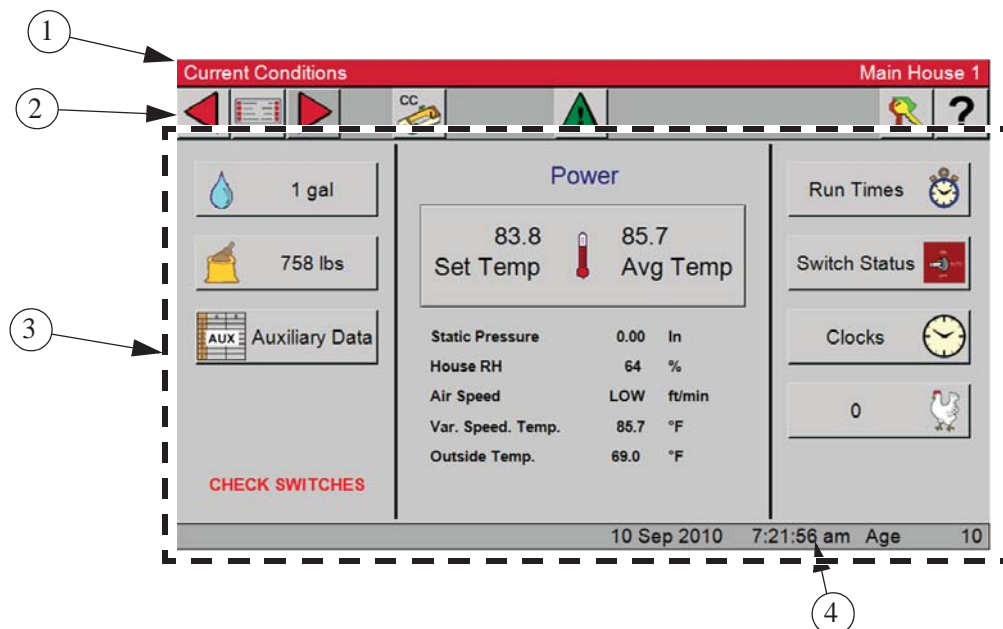 1
Current Conditions Main House 1
2
CC
?
1 gal
758 lbs
AUX Auxiliary Data
CHECK SWITCHES
Power
83.8 85.7
Set Temp Avg Temp
Static Pressure 0.00 In
House RH 64 %
Air Speed LOW ft/min
Var. Speed. Temp. 85.7 °F
Outside Temp. 69.0 °F
Run Times
Switch Status
Clocks
0
3
10 Sep 2010 7:21:56 am Age 10
4